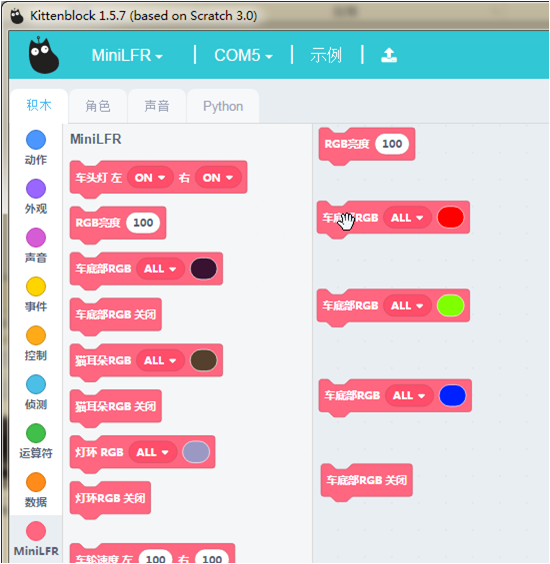 Kittenblock 1.5.7 (based on Scratch 3.0)
MiniLFR COM5 示例
积木 角色 声音 Python
动作
外观
声音
事件
控制
侦测
运算符
数据
MiniLFR
MiniLFR
车头灯 左 ON 右 ON
RGB亮度 100
车底部RGB ALL
车底部RGB 关闭
猫耳朵RGB ALL
猫耳朵RGB 关闭
灯环 RGB ALL
灯环RGB 关闭
车轮速度 左 100 右 100
RGB亮度 100
车底部RGB ALL
车底部RGB ALL
车底部RGB ALL
车底部RGB 关闭